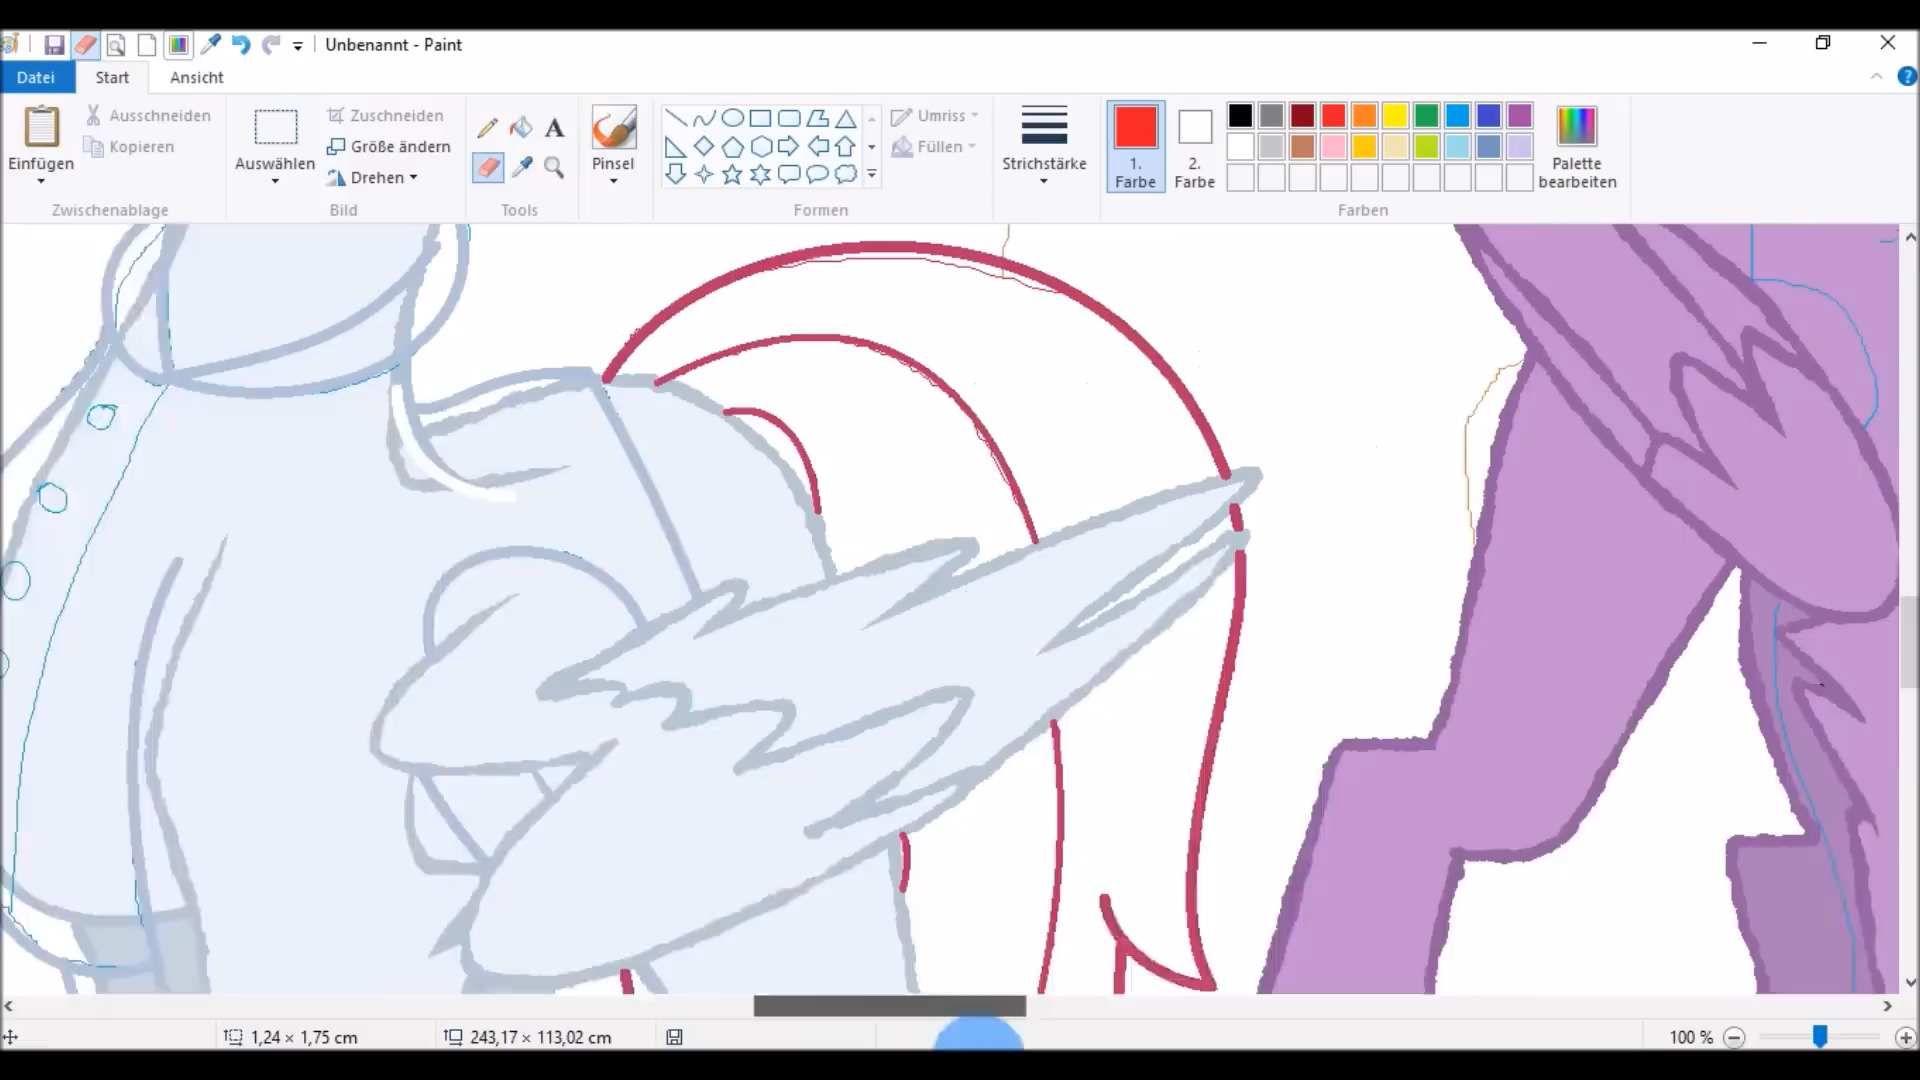 Unbenannt - Paint
Datei
Start
Ansicht
Einfügen
Ausschneiden
Kopieren
Zwischenablage
Auswählen
Zuschneiden
Größe ändern
Drehen
Bild
A
Tools
Pinsel
Formen
Umriss
Füllen
Strichstärke
1.
Farbe
2.
Farbe
Farben
Palette
bearbeiten
?
1,24 × 1,75 cm
243,17 × 113,02 cm
100 %